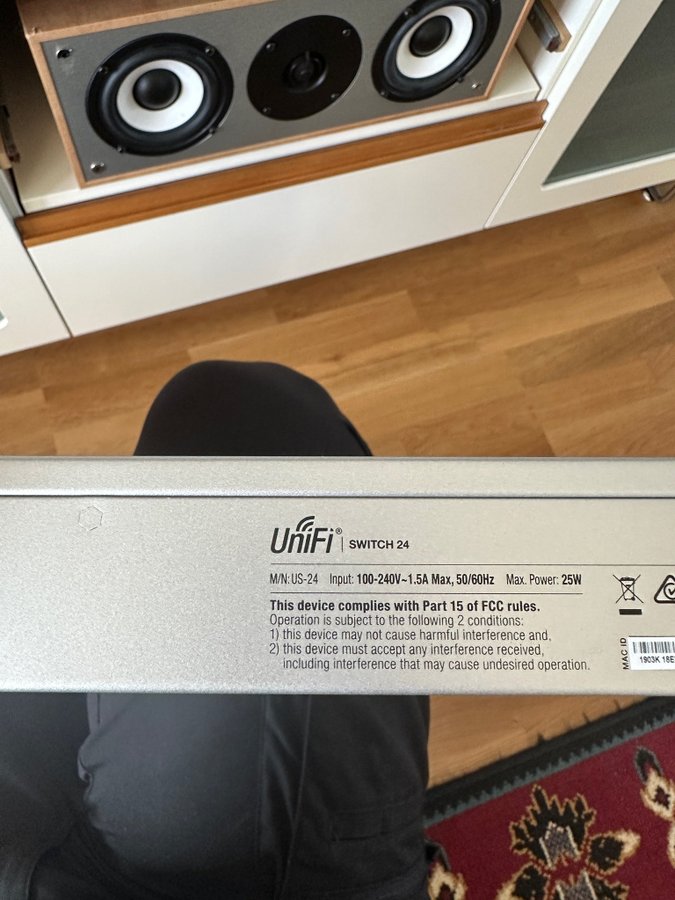 UniFi® | SWITCH 24
M/N: US-24 Input: 100-240V~1.5A Max, 50/60Hz Max. Power: 25W
This device complies with Part 15 of FCC rules.
Operation is subject to the following 2 conditions:
1) this device may not cause harmful interference and,
2) this device must accept any interference received,
including interference that may cause undesired operation.
MAC ID
1903K